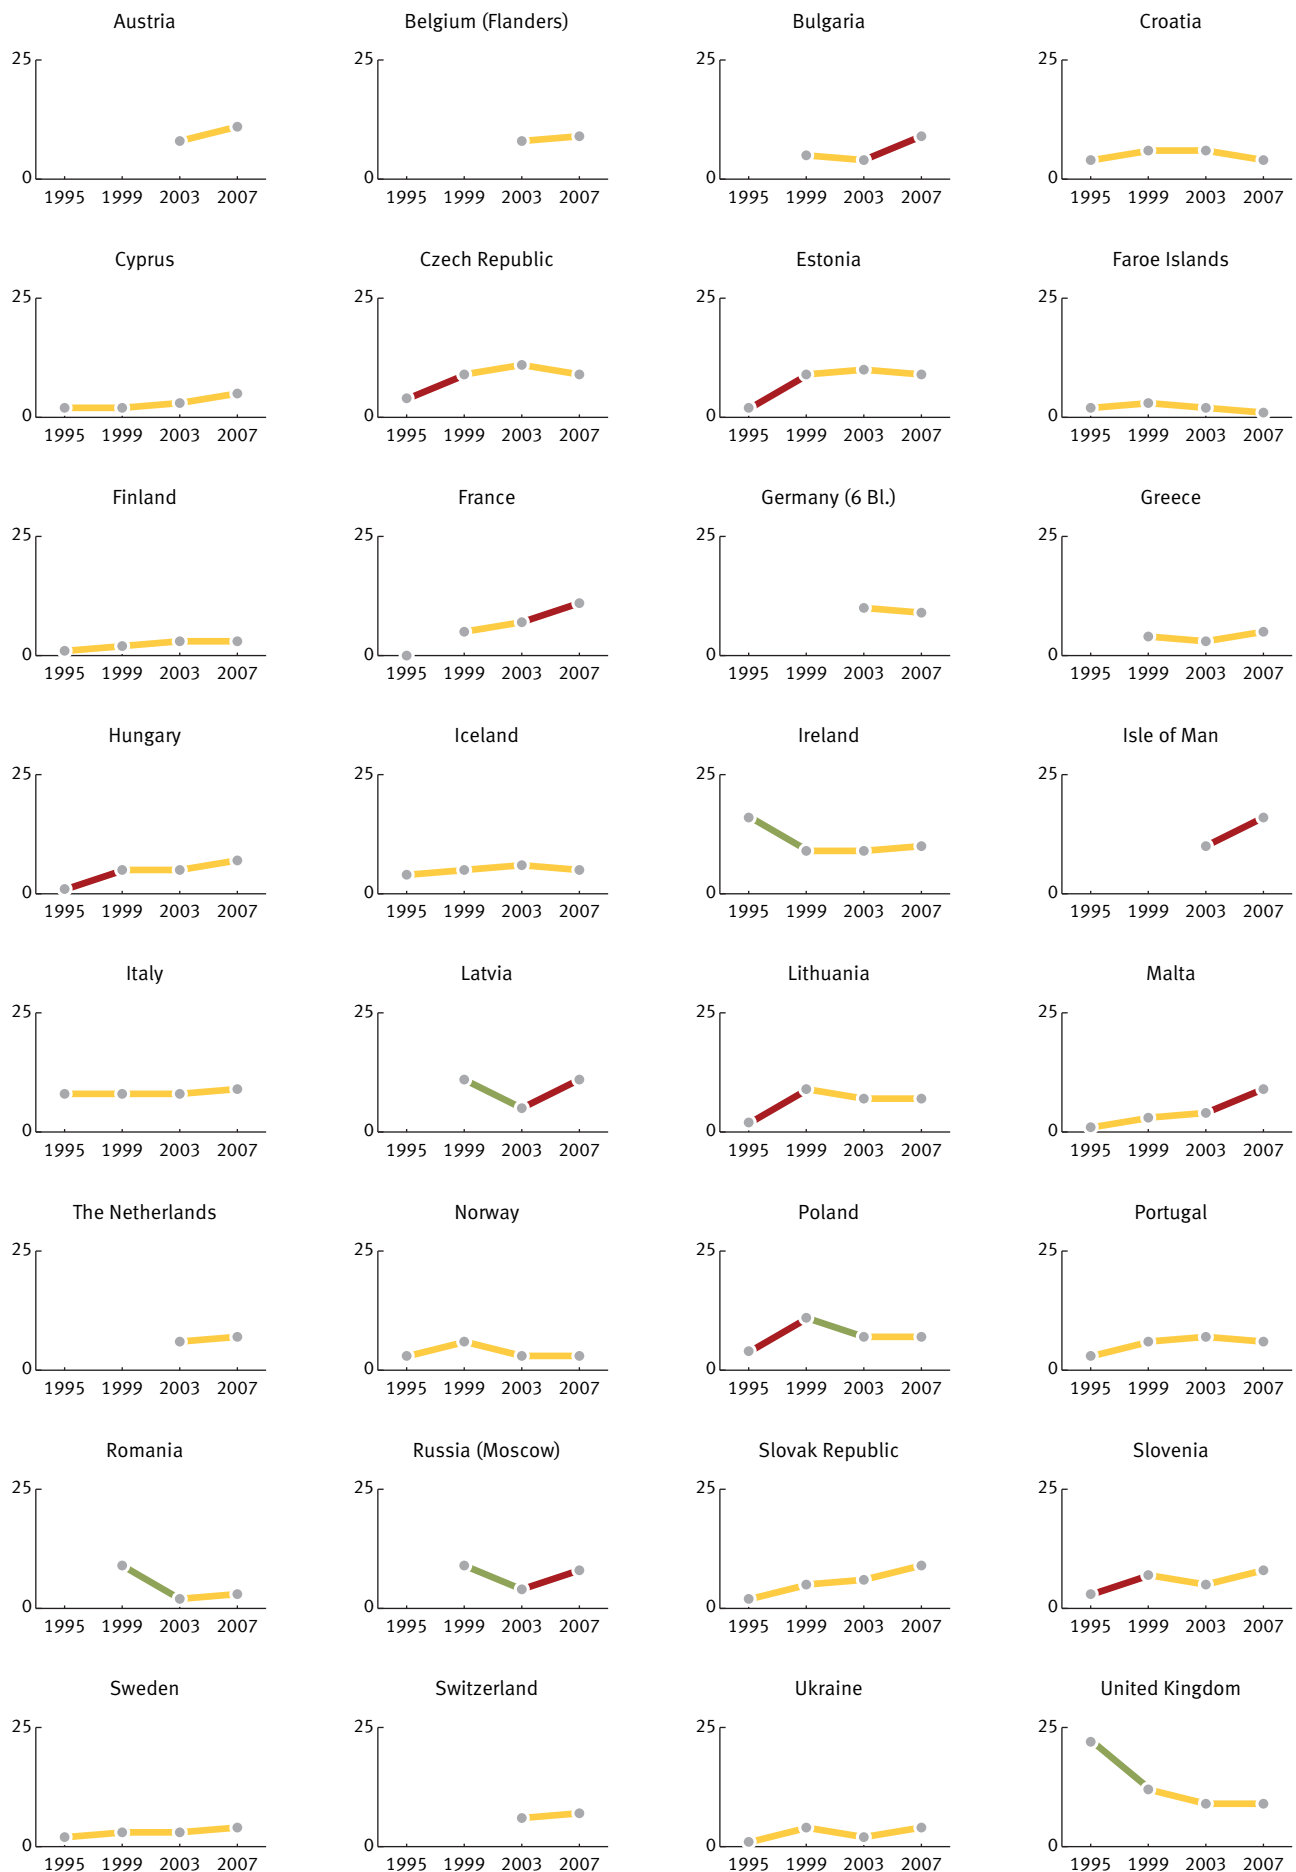 Austria Belgium (Flanders) Bulgaria Croatia
25 25 25 25
0 0 0 0
1995 1999 2003 2007 1995 1999 2003 2007 1995 1999 2003 2007 1995 1999 2003 2007
Cyprus Czech Republic Estonia Faroe Islands
25 25 25 25
0 0 0 0
1995 1999 2003 2007 1995 1999 2003 2007 1995 1999 2003 2007 1995 1999 2003 2007
Finland France Germany (6 Bl.) Greece
25 25 25 25
0 0 0 0
1995 1999 2003 2007 1995 1999 2003 2007 1995 1999 2003 2007 1995 1999 2003 2007
Hungary Iceland Ireland Isle of Man
25 25 25 25
0 0 0 0
1995 1999 2003 2007 1995 1999 2003 2007 1995 1999 2003 2007 1995 1999 2003 2007
Italy Latvia Lithuania Malta
25 25 25 25
0 0 0 0
1995 1999 2003 2007 1995 1999 2003 2007 1995 1999 2003 2007 1995 1999 2003 2007
The Netherlands Norway Poland Portugal
25 25 25 25
0 0 0 0
1995 1999 2003 2007 1995 1999 2003 2007 1995 1999 2003 2007 1995 1999 2003 2007
Romania Russia (Moscow) Slovak Republic Slovenia
25 25 25 25
0 0 0 0
1995 1999 2003 2007 1995 1999 2003 2007 1995 1999 2003 2007 1995 1999 2003 2007
Sweden Switzerland Ukraine United Kingdom
25 25 25 25
0 0 0 0
1995 1999 2003 2007 1995 1999 2003 2007 1995 1999 2003 2007 1995 1999 2003 2007